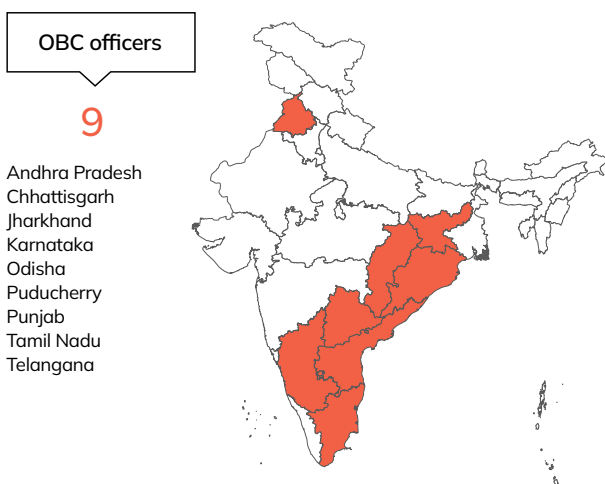 OBC officers
9
Andhra Pradesh
Chhattisgarh
Jharkhand
Karnataka
Odisha
Puducherry
Punjab
Tamil Nadu
Telangana